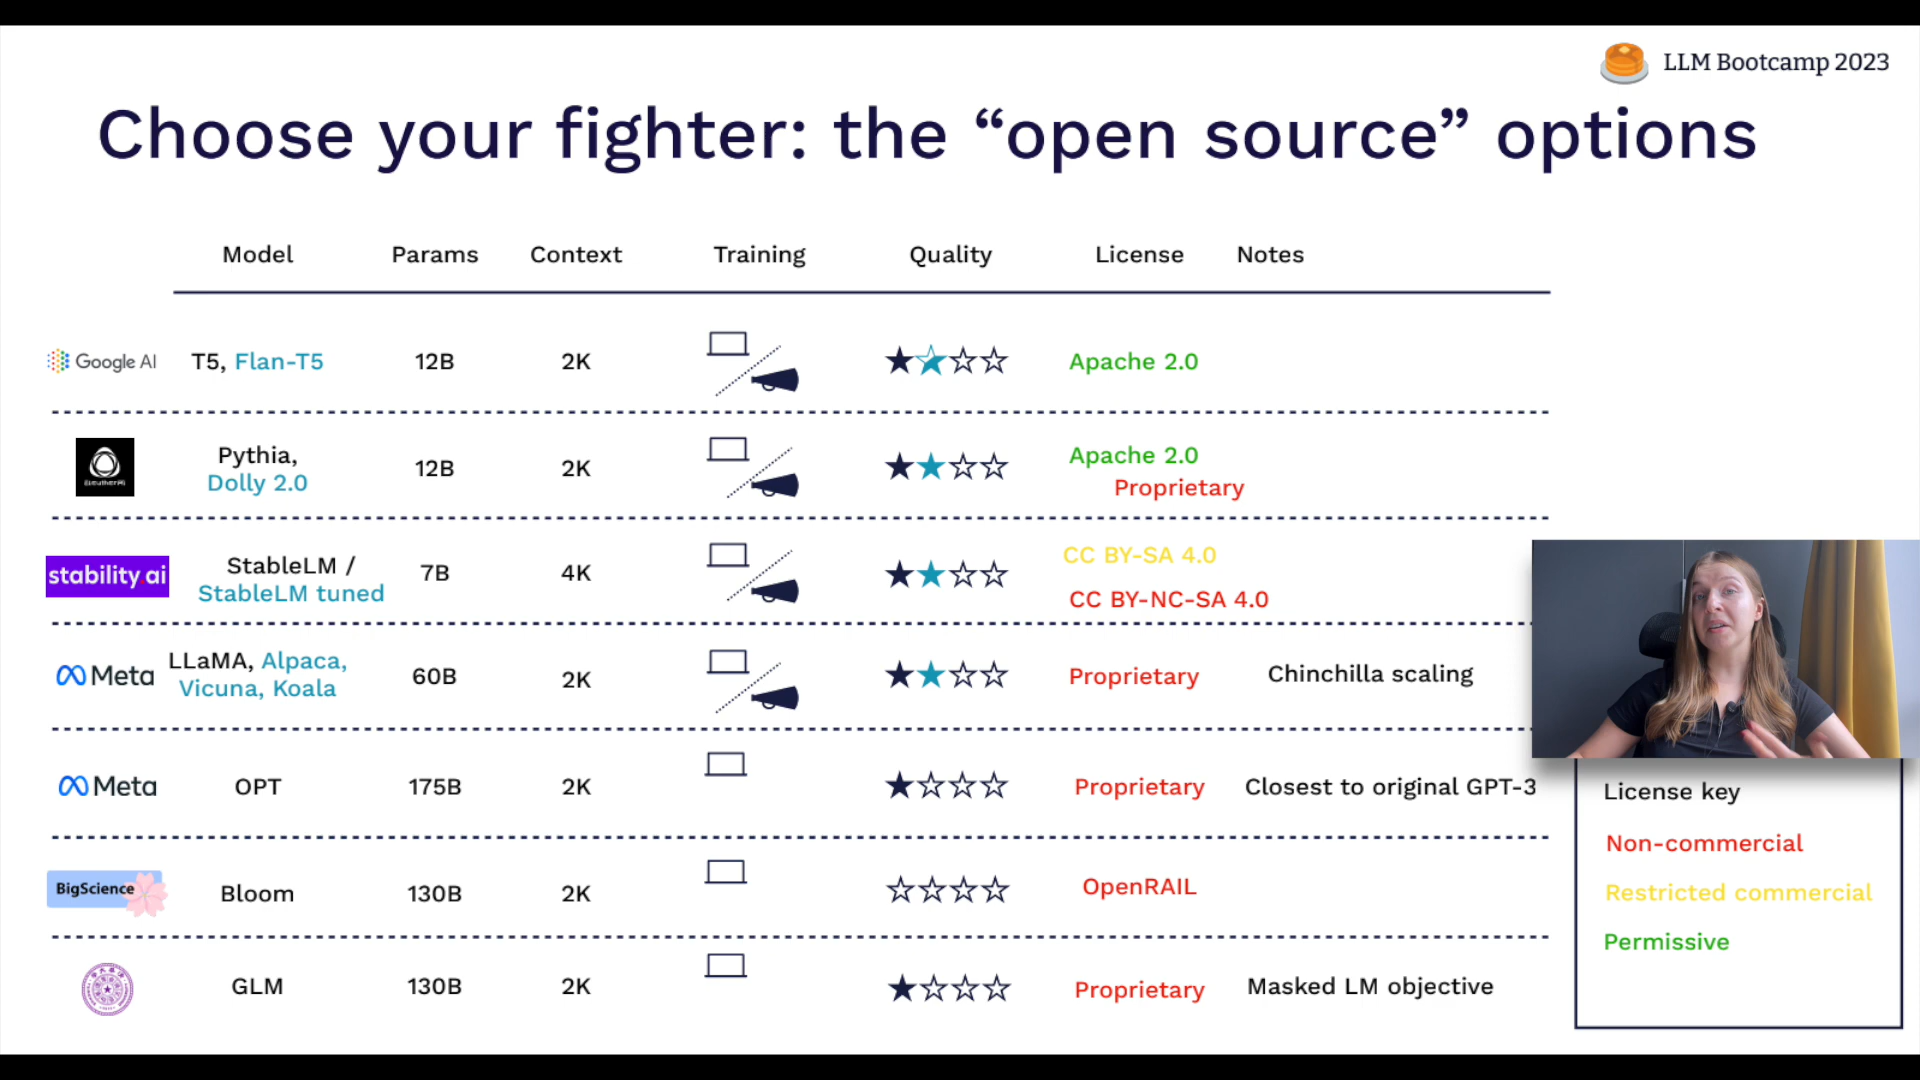 LLM Bootcamp 2023
Choose your fighter: the “open source” options
Model Params Context Training Quality License Notes
Google AI T5, Flan-T5 12B 2K Apache 2.0
EleutherAI
Pythia,
Dolly 2.0
12B 2K
Apache 2.0
Proprietary
stability.ai
StableLM /
StableLM tuned
7B 4K
CC BY-SA 4.0
CC BY-NC-SA 4.0
Meta
LLaMA, Alpaca,
Vicuna, Koala
60B 2K Proprietary Chinchilla scaling
Meta OPT 175B 2K Proprietary Closest to original GPT-3
BigScience Bloom 130B 2K OpenRAIL
GLM 130B 2K Proprietary Masked LM objective
License key
Non-commercial
Restricted commercial
Permissive